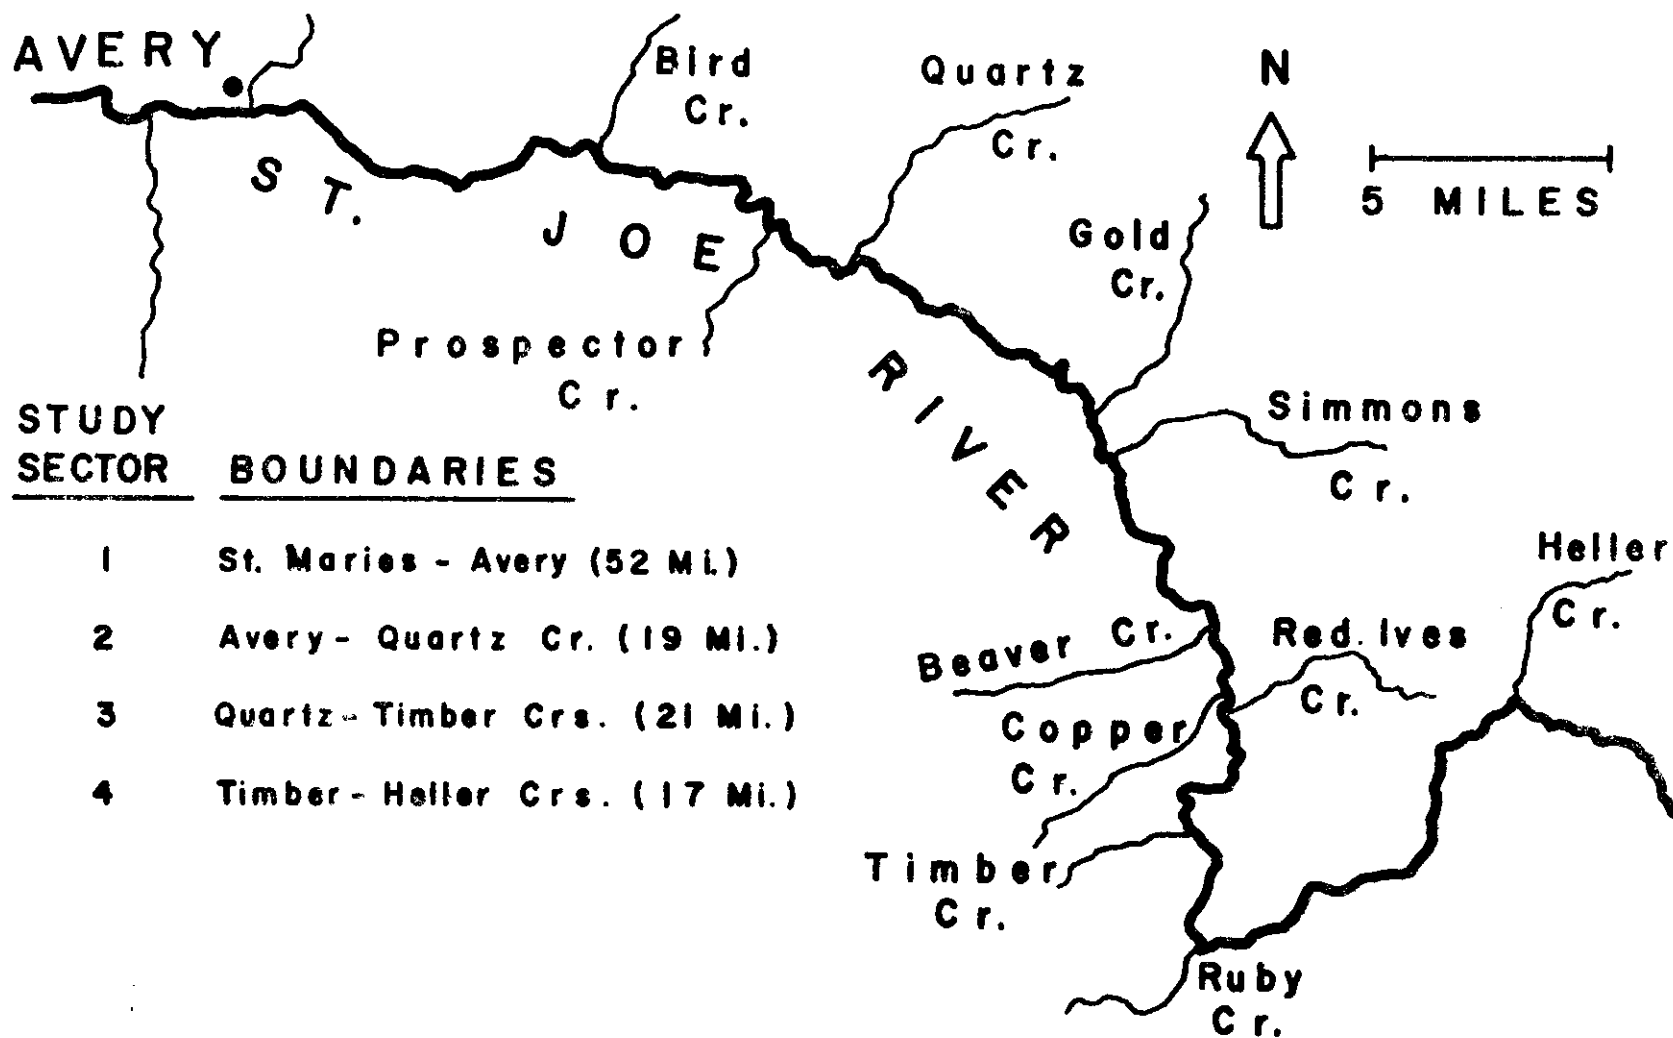 AVERY
Bird
Cr.
Quartz
Cr.
N
5 MILES
ST. JOE RIVER
Gold
Cr.
Prospector
Cr.
Simmons
Cr.
STUDY
SECTOR BOUNDARIES
1 St. Maries - Avery (52 Mi.)
2 Avery - Quartz Cr. (19 Mi.)
3 Quartz - Timber Crs. (21 Mi.)
4 Timber - Heller Crs. (17 Mi.)
Heller
Cr.
Beaver Cr.
Red. Ives
Cr.
Copper
Cr.
Timber
Cr.
Ruby
Cr.